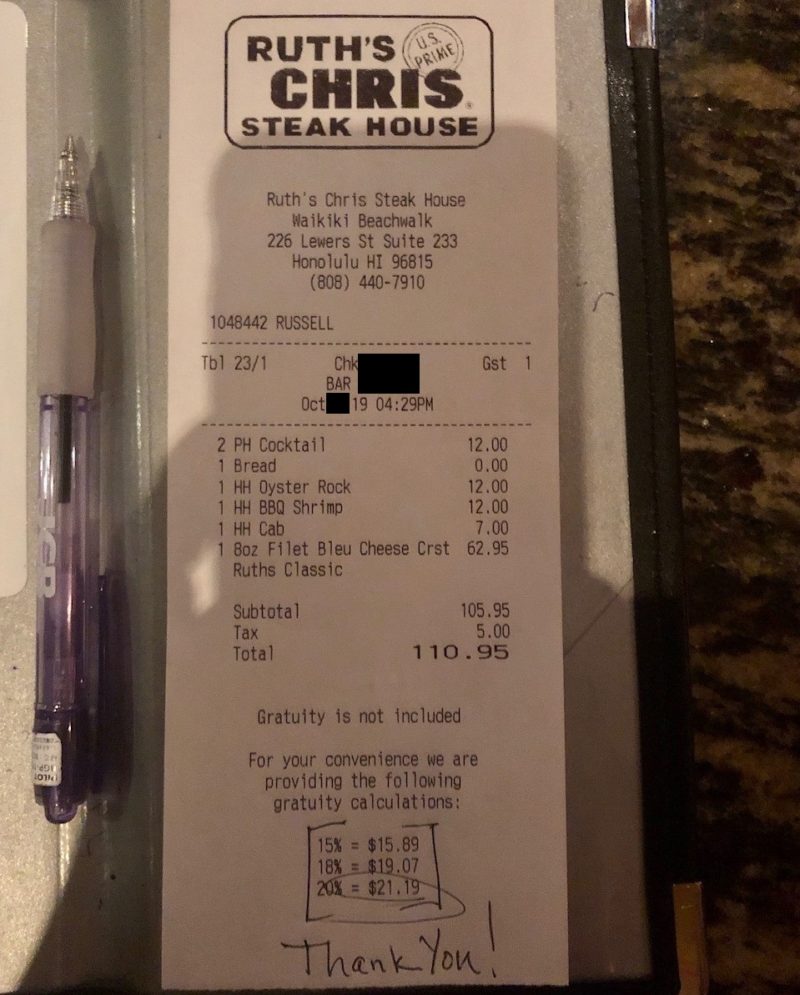 RUTH'S U.S. PRIME
CHRIS®
STEAK HOUSE
Ruth's Chris Steak House
Waikiki Beachwalk
226 Lewers St Suite 233
Honolulu HI 96815
(808) 440-7910
1048442 RUSSELL
Tbl 23/1 Chk Gst 1
BAR
Oct 19 04:29PM
2 PH Cocktail 12.00
1 Bread 0.00
1 HH Oyster Rock 12.00
1 HH BBQ Shrimp 12.00
1 HH Cab 7.00
1 8oz Filet Bleu Cheese Crst 62.95
Ruths Classic
Subtotal 105.95
Tax 5.00
Total 110.95
Gratuity is not included
For your convenience we are
providing the following
gratuity calculations:
15% = $15.89
18% = $19.07
20% = $21.19
Thank You!
PILOT